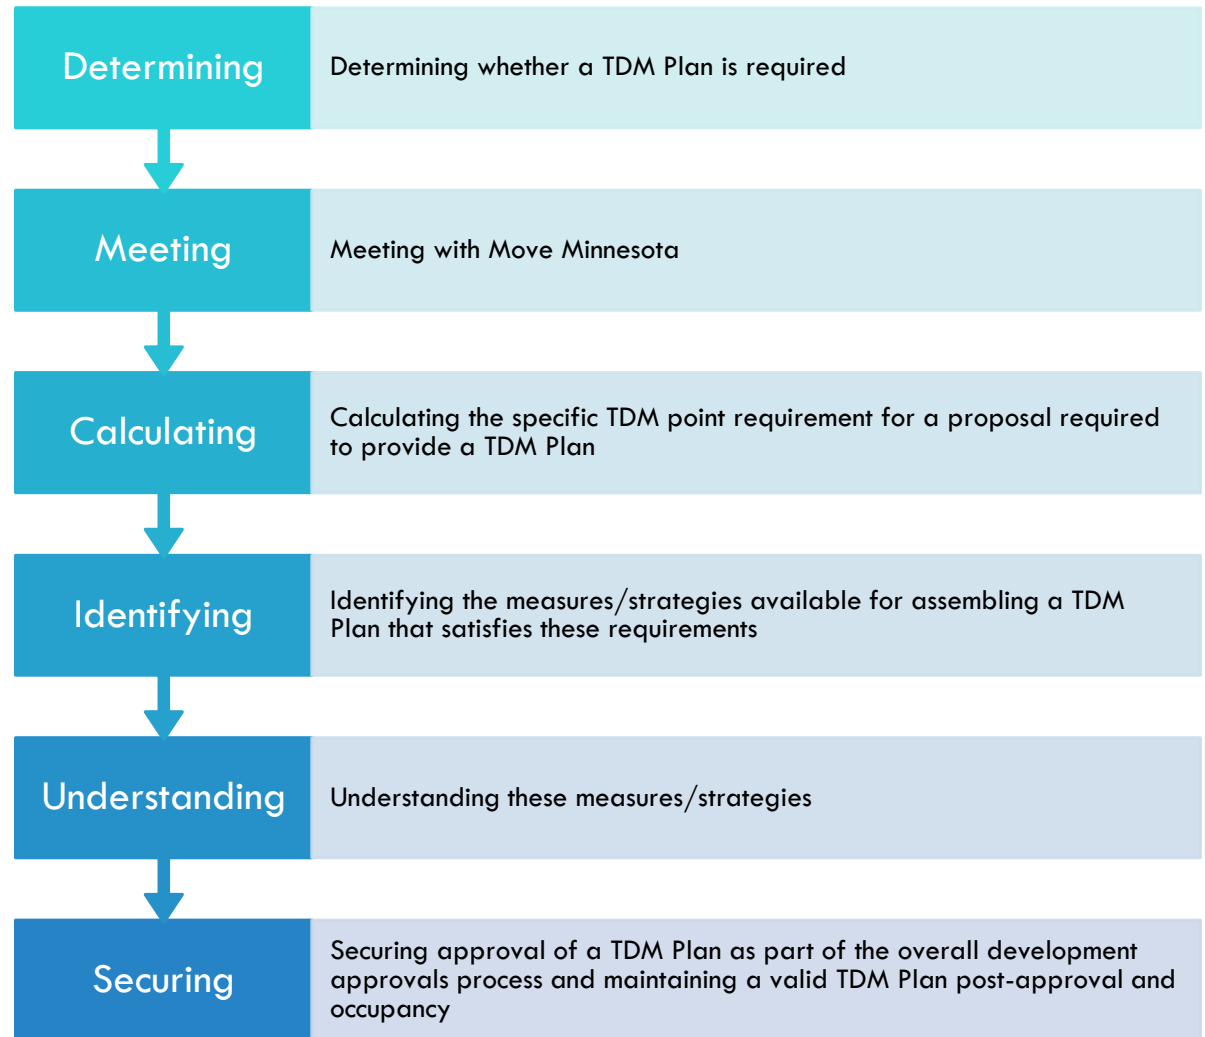 Determining
Determining whether a TDM Plan is required
Meeting
Meeting with Move Minnesota
Calculating
Calculating the specific TDM point requirement for a proposal required
to provide a TDM Plan
Identifying
Identifying the measures/strategies available for assembling a TDM
Plan that satisfies these requirements
Understanding
Understanding these measures/strategies
Securing
Securing approval of a TDM Plan as part of the overall development
approvals process and maintaining a valid TDM Plan post-approval and
occupancy